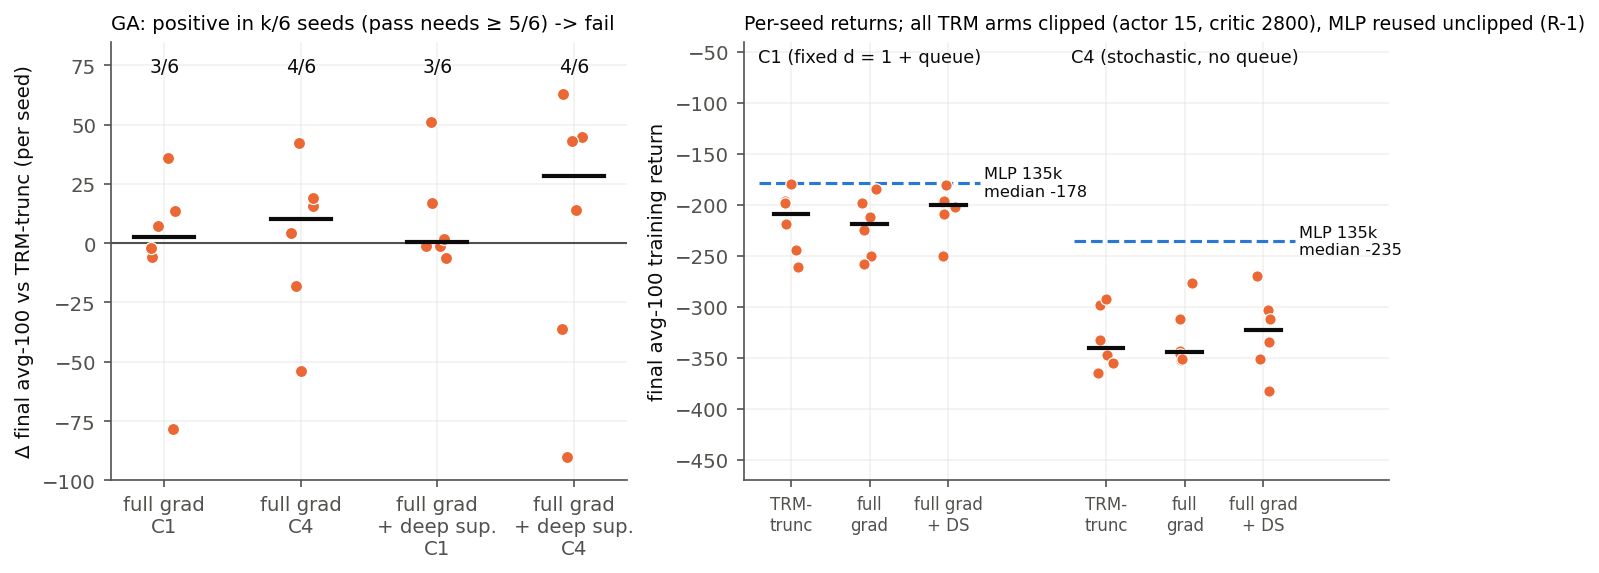 GA: positive in k/6 seeds (pass needs ≥ 5/6) -> fail
Δ final avg-100 vs TRM-trunc (per seed)
75
50
25
0
−25
−50
−75
−100
3/6
4/6
3/6
4/6
full grad
C1
full grad
C4
full grad
+ deep sup.
C1
full grad
+ deep sup.
C4
Per-seed returns; all TRM arms clipped (actor 15, critic 2800), MLP reused unclipped (R-1)
final avg-100 training return
−50
−100
−150
−200
−250
−300
−350
−400
−450
C1 (fixed d = 1 + queue)
C4 (stochastic, no queue)
MLP 135k
median -178
MLP 135k
median -235
TRM-
trunc
full
grad
full grad
+ DS
TRM-
trunc
full
grad
full grad
+ DS